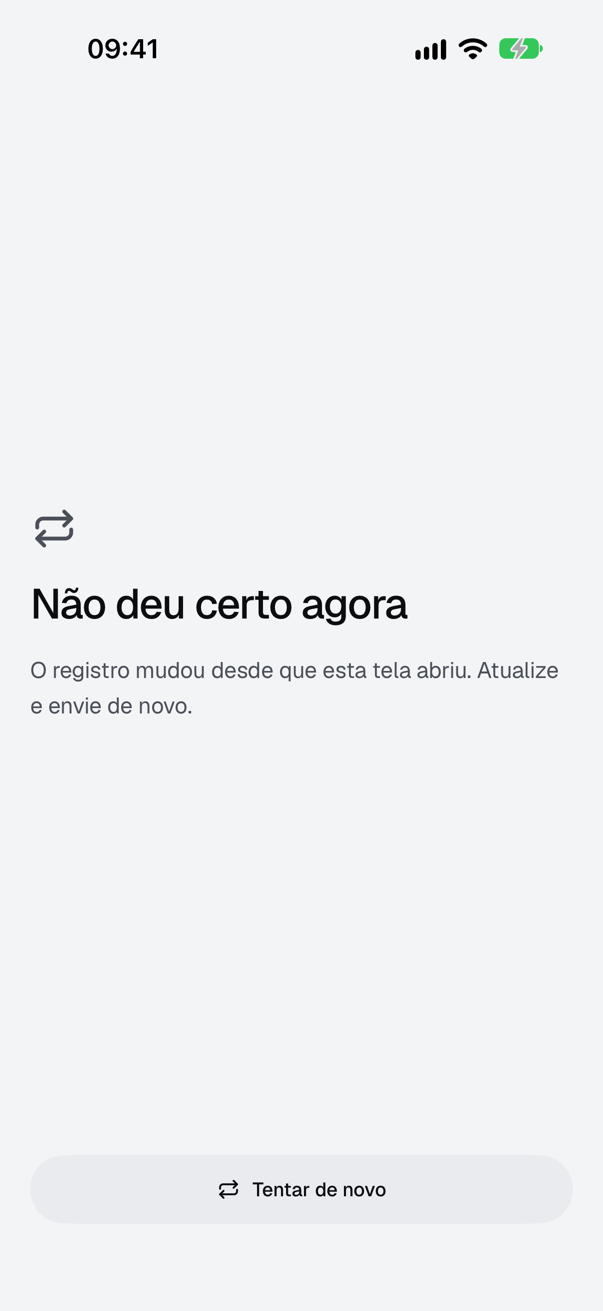 09:41
Não deu certo agora
O registro mudou desde que esta tela abriu. Atualize
e envie de novo.
Tentar de novo